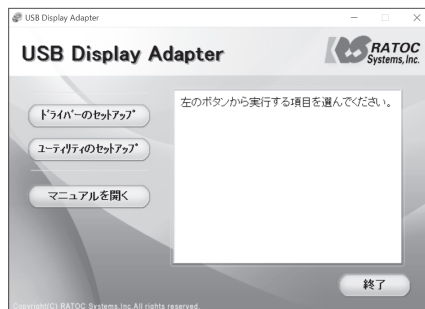 USB Display Adapter
USB Display Adapter
RATOC
Systems, Inc.
左のボタンから実行する項目を選んでください。
ﾄﾞﾗｲﾊﾞｰのｾｯﾄｱｯﾌﾟ
ﾕｰﾃｨﾘﾃｨのｾｯﾄｱｯﾌﾟ
マニュアルを開く
終了
Copyright(C) RATOC Systems,Inc.All rights reserved.